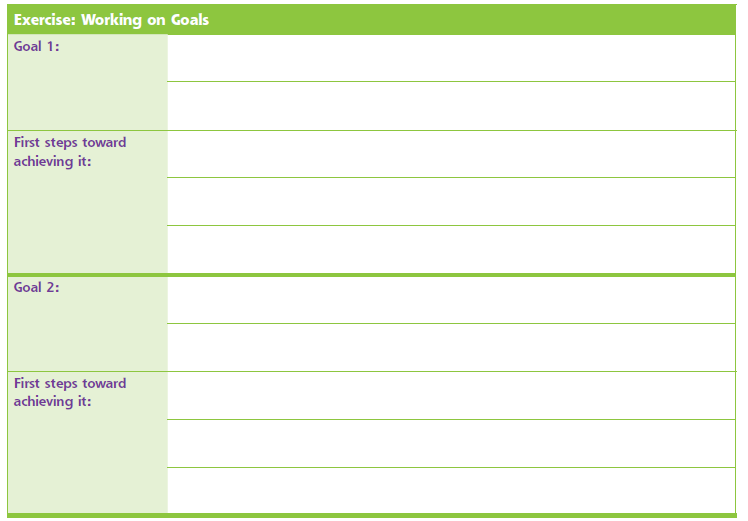 Exercise: Working on Goals
Goal 1:
First steps toward
achieving it:
Goal 2:
First steps toward
achieving it: